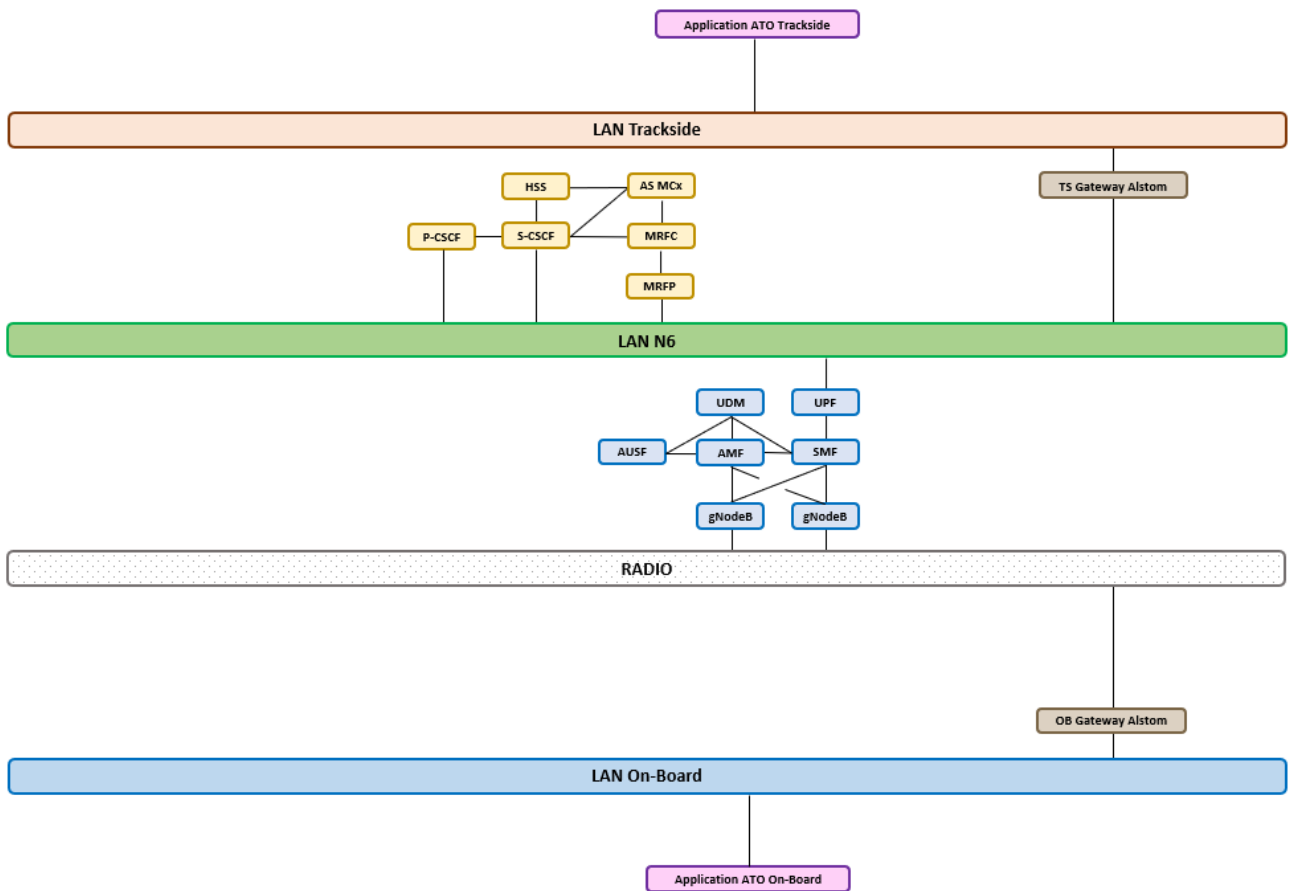 Application ATO Trackside
LAN Trackside
HSS
AS MCx
TS Gateway Alstom
P-CSCF
S-CSCF
MRFC
MRFP
LAN N6
UDM
UPF
AUSF
AMF
SMF
gNodeB
gNodeB
RADIO
OB Gateway Alstom
LAN On-Board
Application ATO On-Board